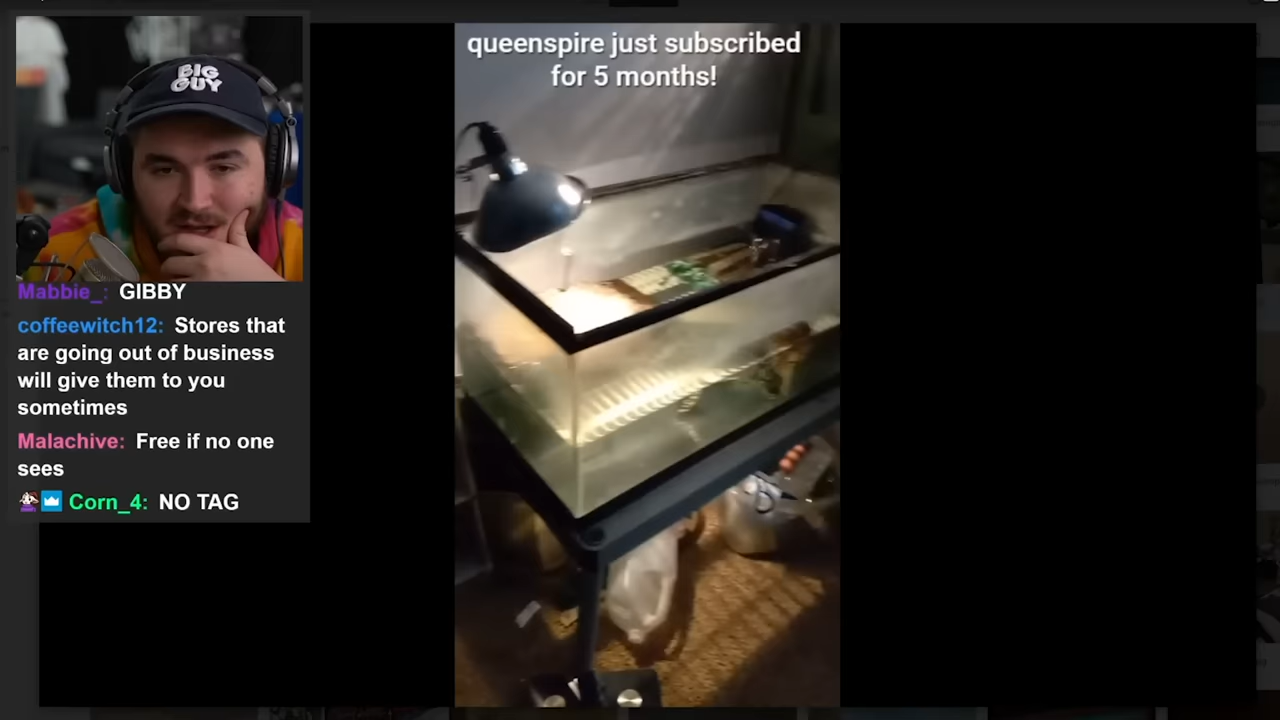 BIG
GUY
queenspire just subscribed
for 5 months!
Mabbie_: GIBBY
coffeewitch12: Stores that
are going out of business
will give them to you
sometimes
Malachive: Free if no one
sees
Corn_4: NO TAG